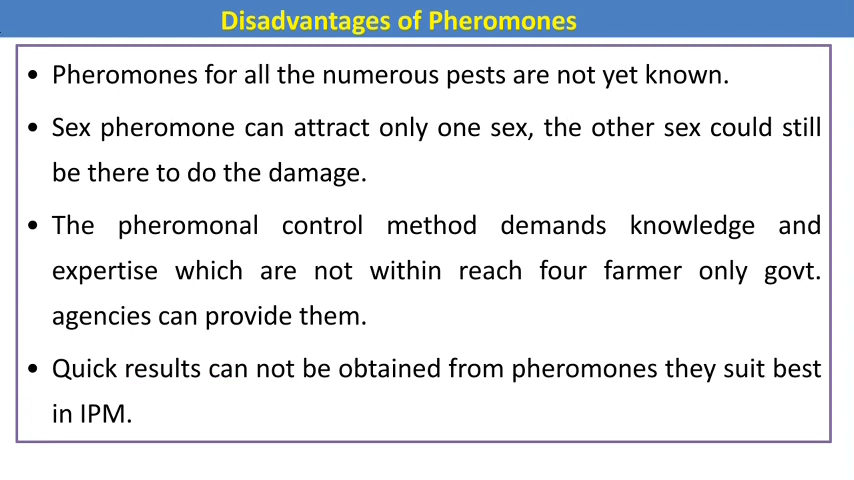 Disadvantages of Pheromones
• Pheromones for all the numerous pests are not yet known.
• Sex pheromone can attract only one sex, the other sex could still
be there to do the damage.
• The pheromonal control method demands knowledge and
expertise which are not within reach four farmer only govt.
agencies can provide them.
• Quick results can not be obtained from pheromones they suit best
in IPM.